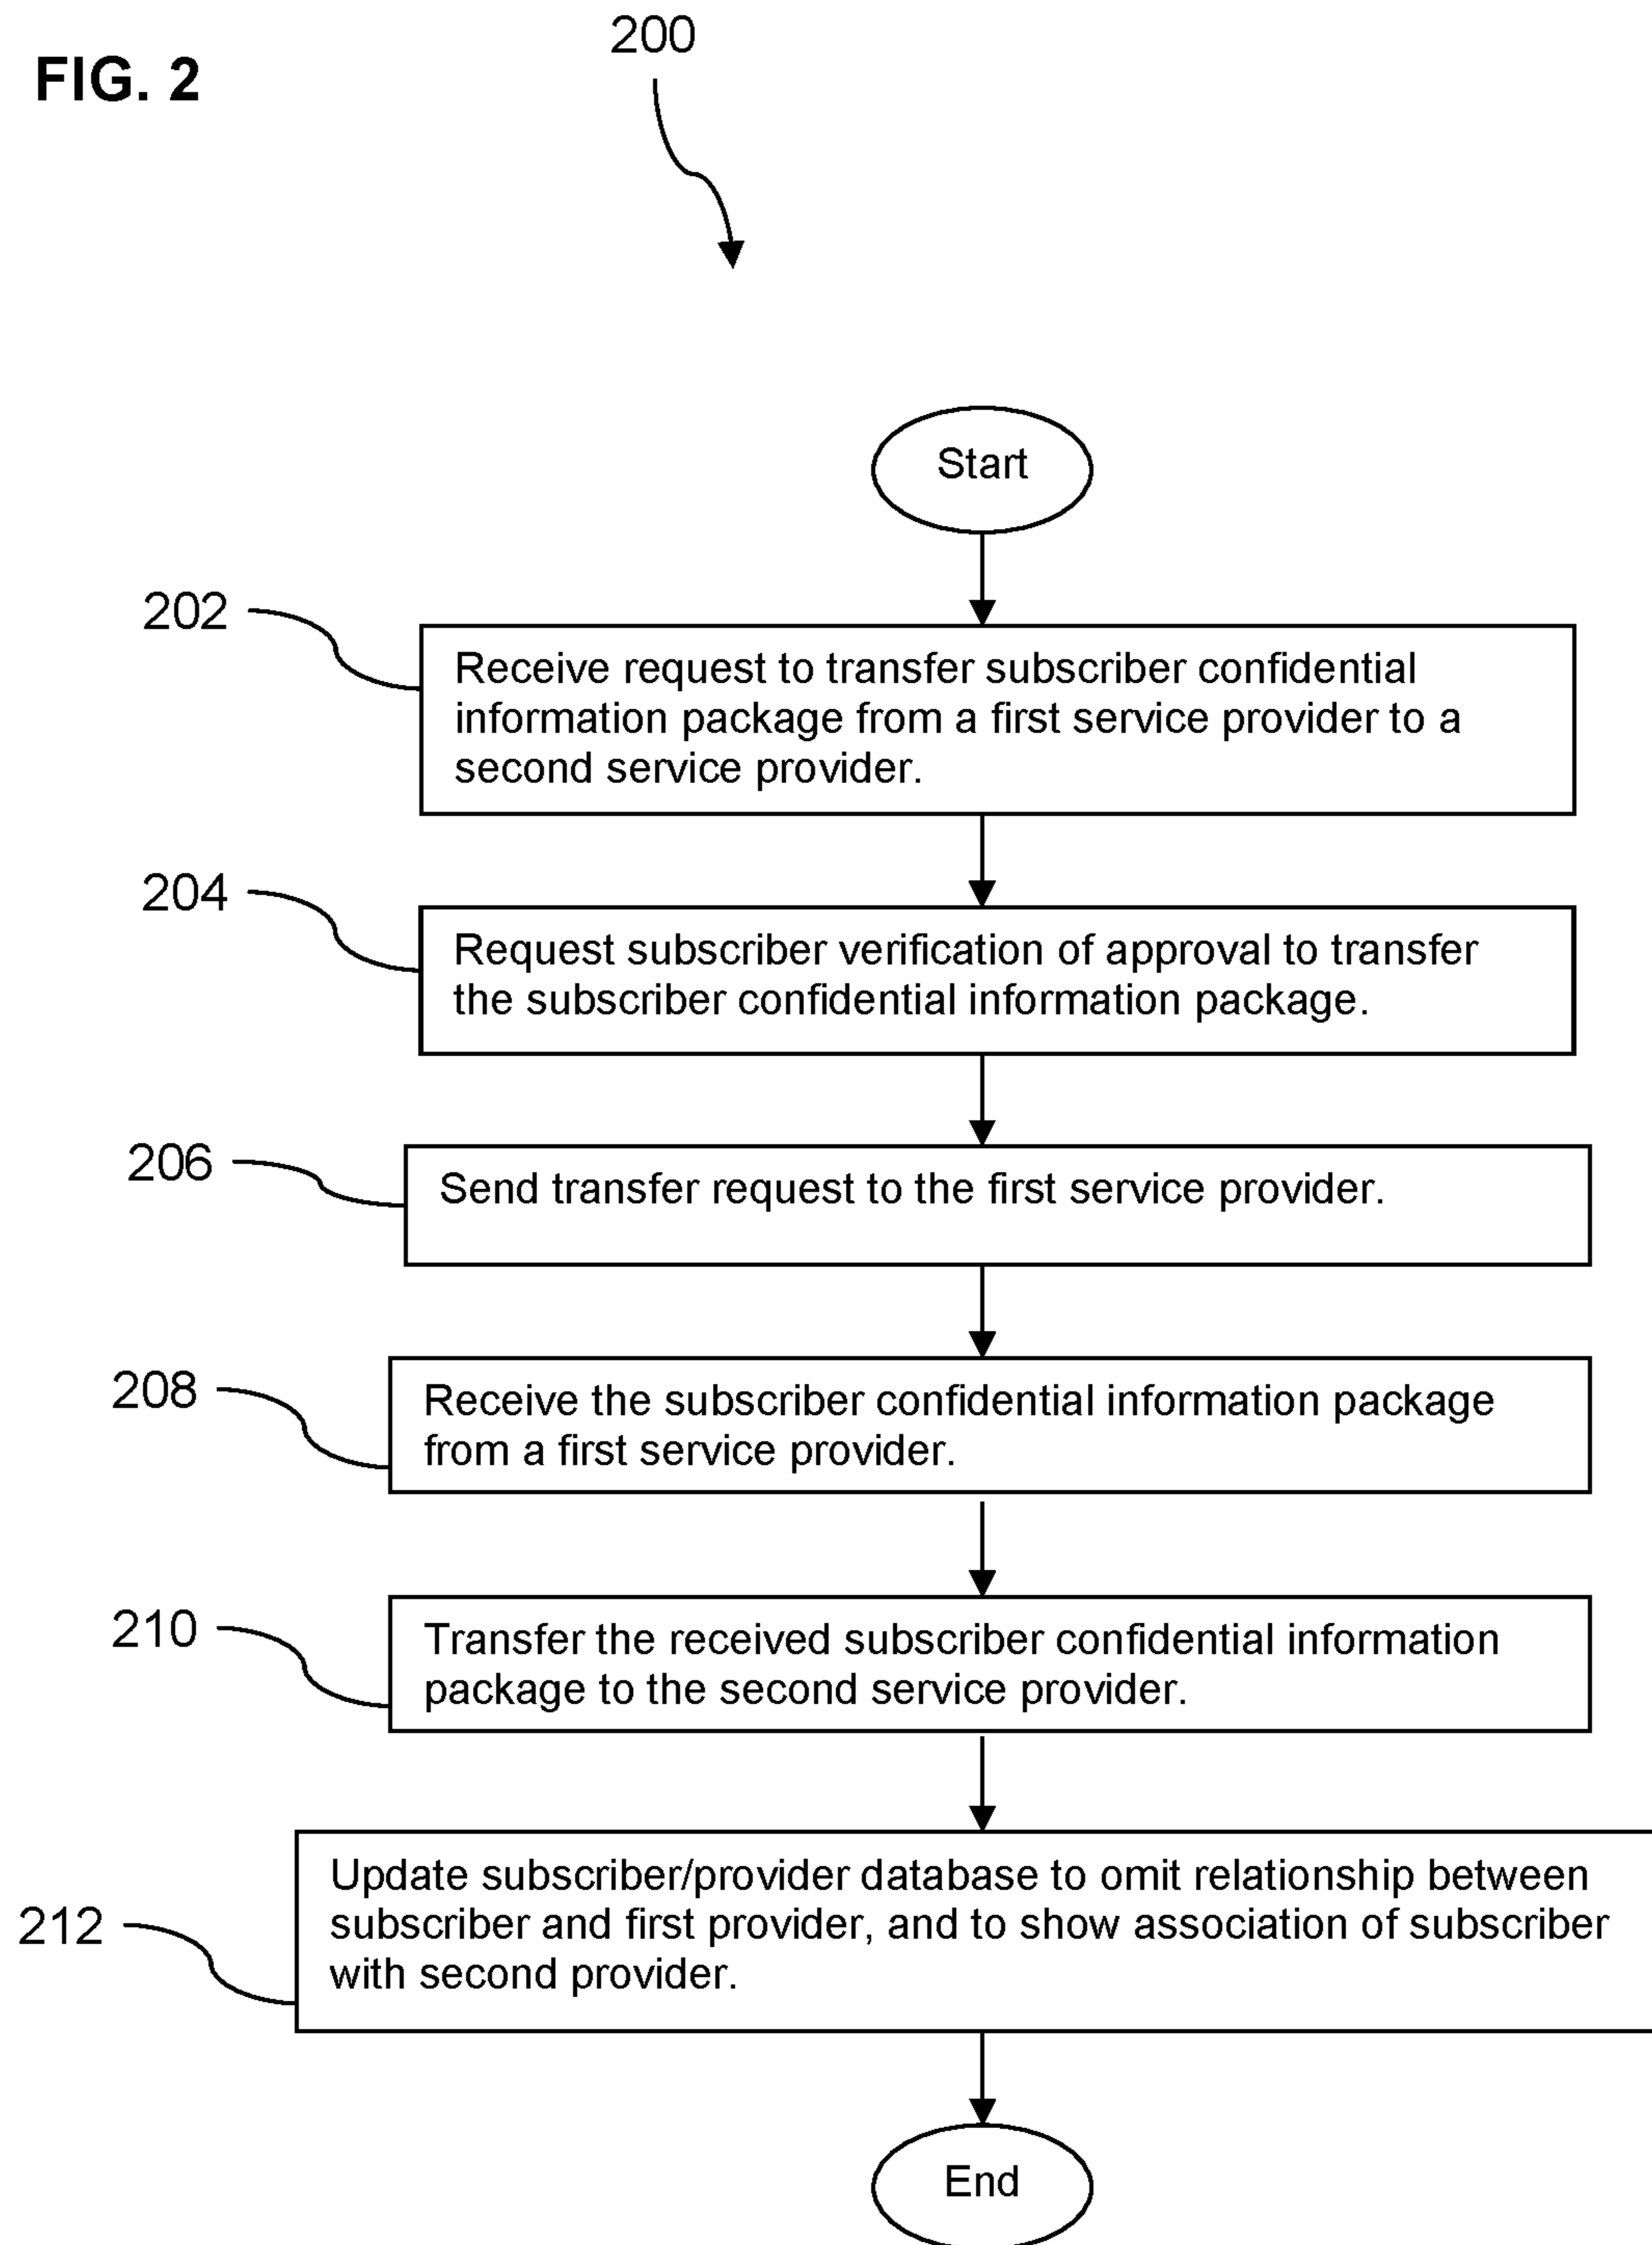 200
FIG. 2
Start
202
Receive request to transfer subscriber confidential
information package from a first service provider to a
second service provider.
204
Request subscriber verification of approval to transfer
the subscriber confidential information package.
206
Send transfer request to the first service provider.
208
Receive the subscriber confidential information package
from a first service provider.
210
Transfer the received subscriber confidential information
package to the second service provider.
212
Update subscriber/provider database to omit relationship between
subscriber and first provider, and to show association of subscriber
with second provider.
End